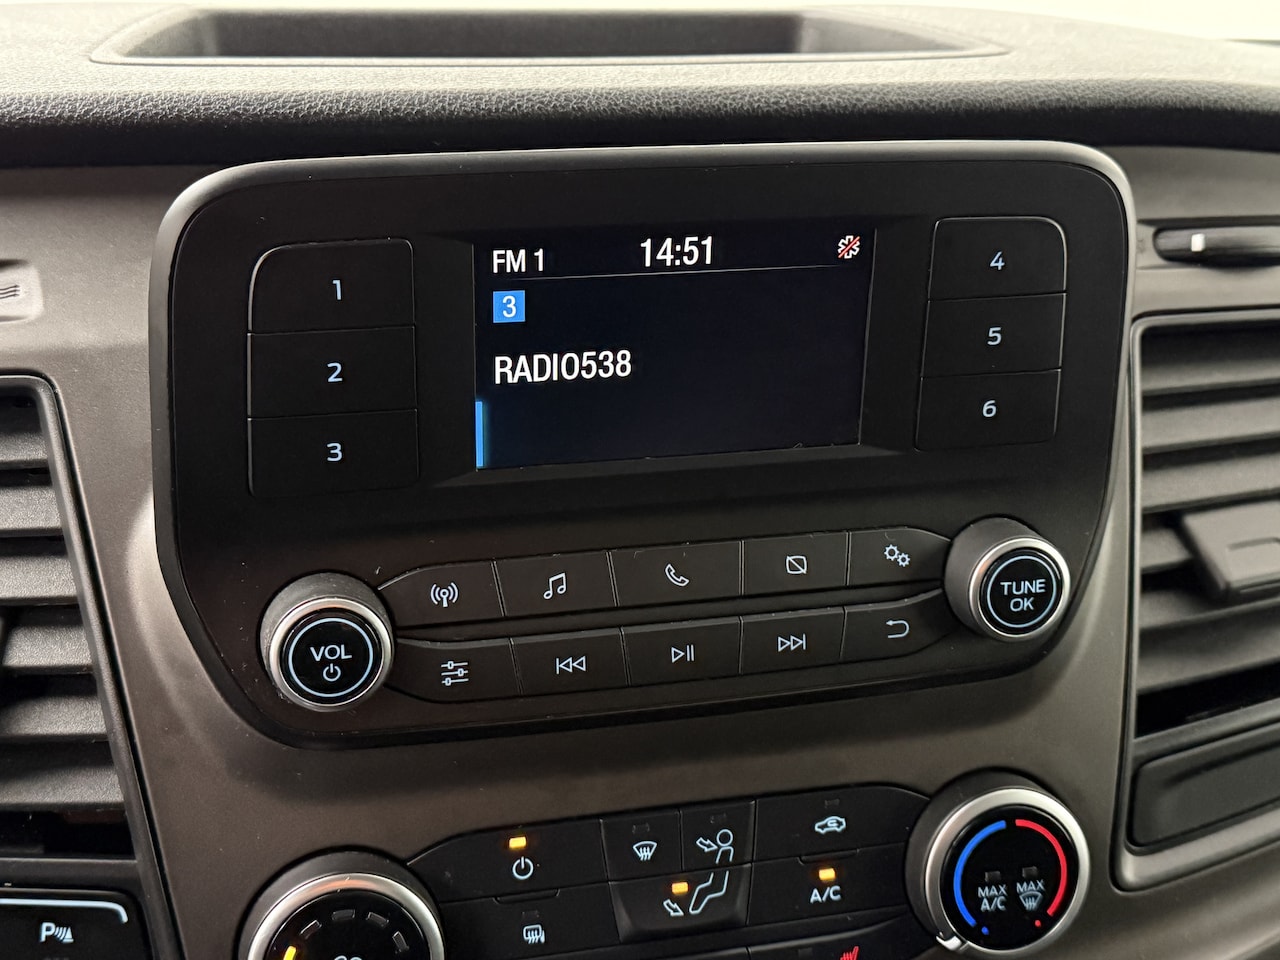 FM 1 14:51
3
RADIO538
1
2
3
4
5
6
VOL
TUNE
OK
A/C
MAX
A/C
MAX
P